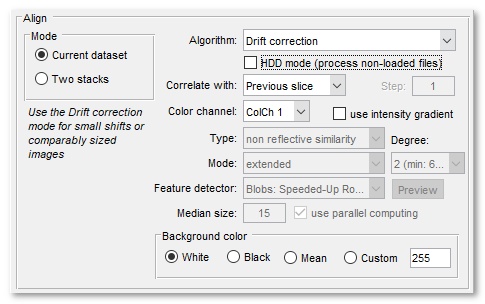 Align
Mode
Current dataset
Two stacks
Use the Drift correction
mode for small shifts or
comparably sized
images
Algorithm: Drift correction
HDD mode (process non-loaded files)
Correlate with: Previous slice Step: 1
Color channel: ColCh 1 use intensity gradient
Type: non reflective similarity Degree:
Mode: extended 2 (min: 6...
Feature detector: Blobs: Speeded-Up Ro... Preview
Median size: 15 use parallel computing
Background color
White Black Mean Custom 255